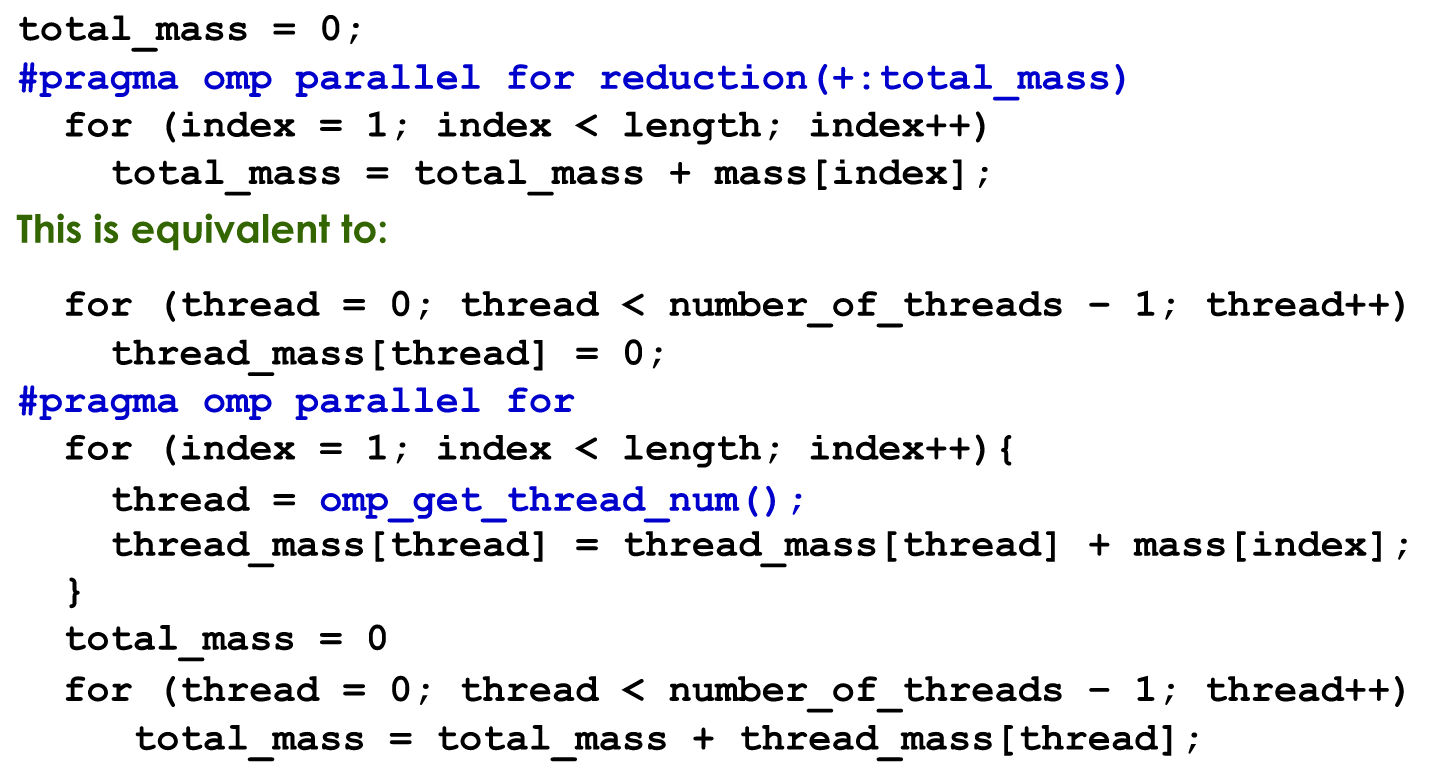 total_mass = 0;
#pragma omp parallel for reduction(+:total_mass)
  for (index = 1; index < length; index++)
    total_mass = total_mass + mass[index];
This is equivalent to:
  for (thread = 0; thread < number_of_threads – 1; thread++)
    thread_mass[thread] = 0;
#pragma omp parallel for
  for (index = 1; index < length; index++){
    thread = omp_get_thread_num();
    thread_mass[thread] = thread_mass[thread] + mass[index];
  }
  total_mass = 0
  for (thread = 0; thread < number_of_threads – 1; thread++)
     total_mass = total_mass + thread_mass[thread];